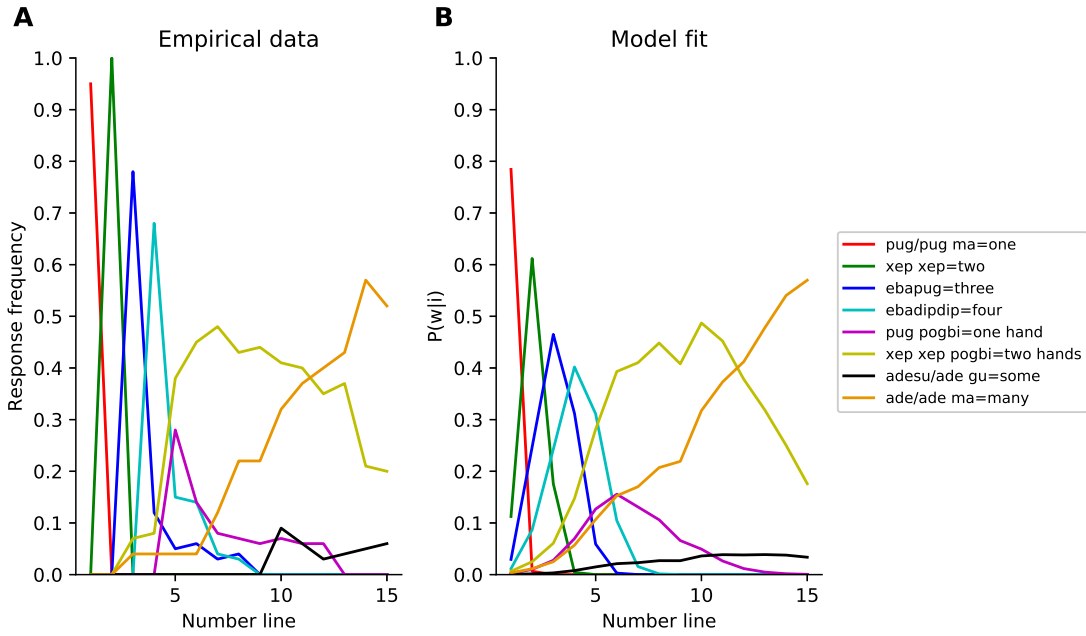 A
Empirical data
1.0
0.9
0.8
0.7
0.6
0.5
0.4
0.3
0.2
0.1
0.0
Response frequency
5
10
15
Number line
B
Model fit
1.0
0.9
0.8
0.7
0.6
0.5
0.4
0.3
0.2
0.1
0.0
P(w|i)
5
10
15
Number line
pug/pug ma=one
xep xep=two
ebapug=three
ebadipdip=four
pug pogbi=one hand
xep xep pogbi=two hands
adesu/ade gu=some
ade/ade ma=many